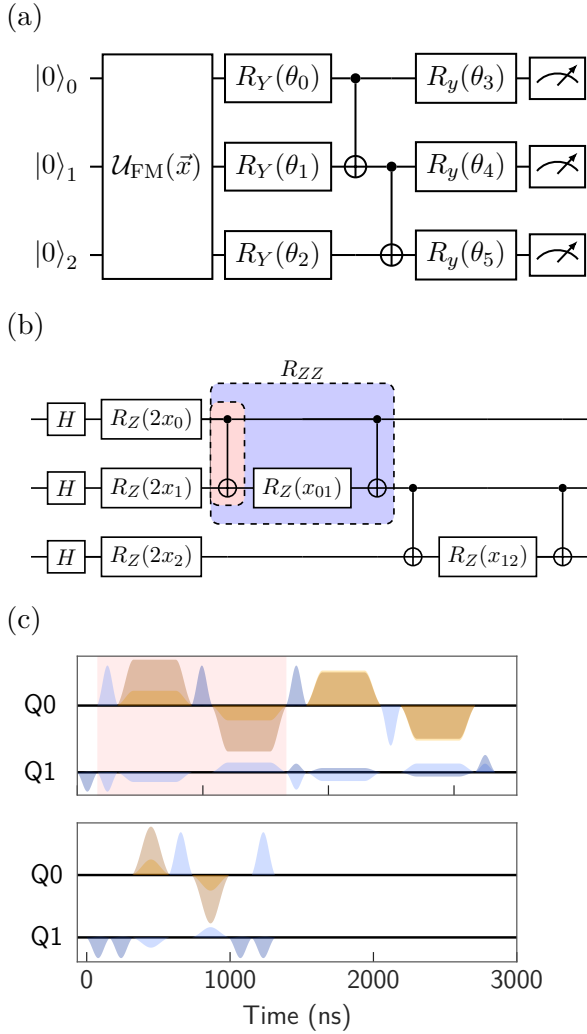 (a)
|0⟩₀ R_Y(θ₀) R_y(θ₃)
|0⟩₁ 𝒰_FM(x⃗) R_Y(θ₁) R_y(θ₄)
|0⟩₂ R_Y(θ₂) R_y(θ₅)
(b)
R_ZZ
H R_Z(2x₀)
H R_Z(2x₁) R_Z(x₀₁)
H R_Z(2x₂) R_Z(x₁₂)
(c)
Q0
Q1
Q0
Q1
0 1000 2000 3000
Time (ns)